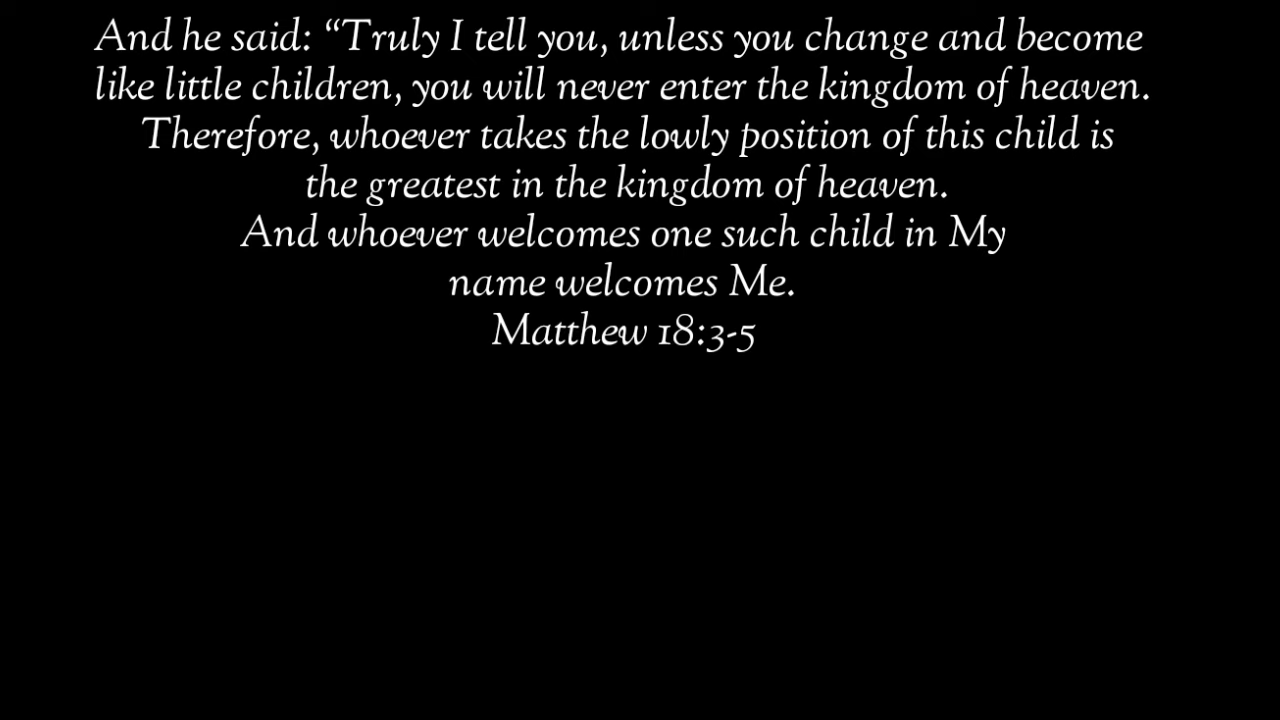 And he said: “Truly I tell you, unless you change and become
like little children, you will never enter the kingdom of heaven.
Therefore, whoever takes the lowly position of this child is
the greatest in the kingdom of heaven.
And whoever welcomes one such child in My
name welcomes Me.
Matthew 18:3-5